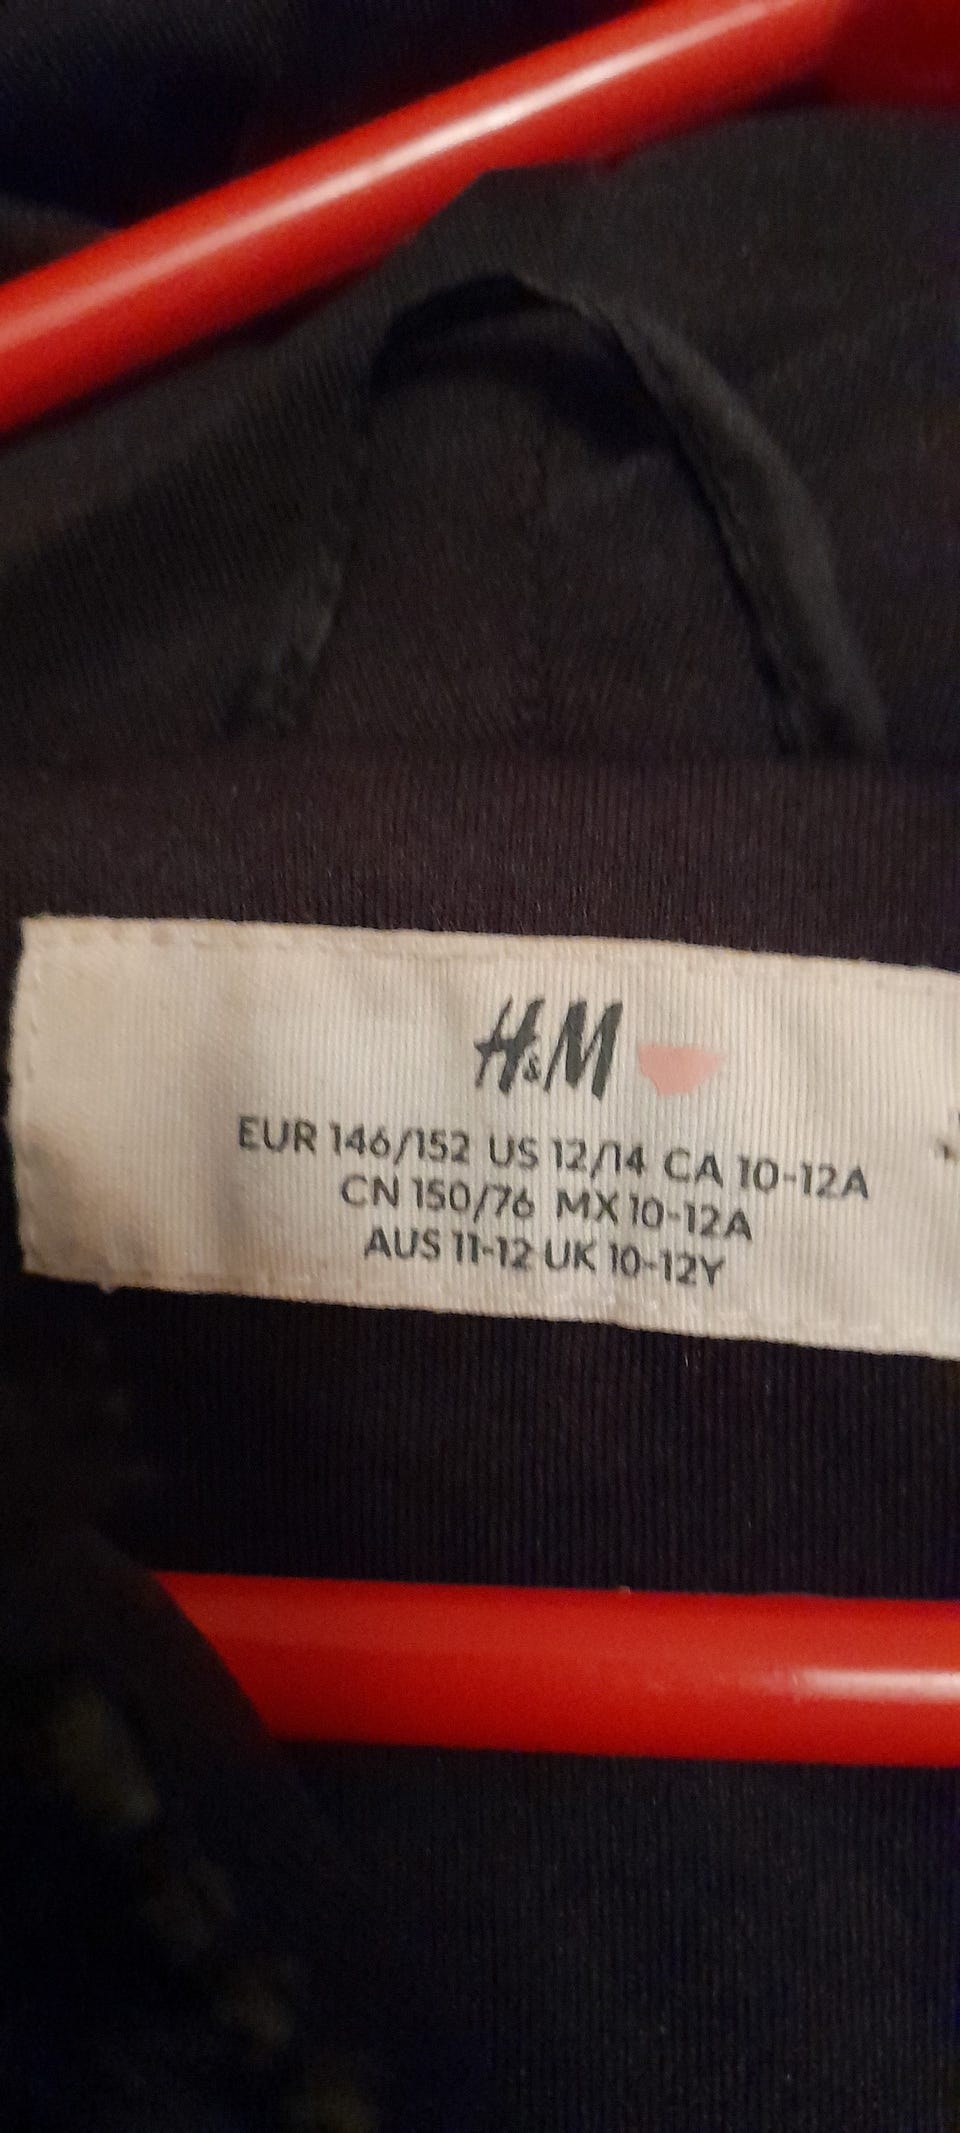 H&M
EUR 146/152 US 12/14 CA 10-12A
CN 150/76 MX 10-12A
AUS 11-12 UK 10-12Y